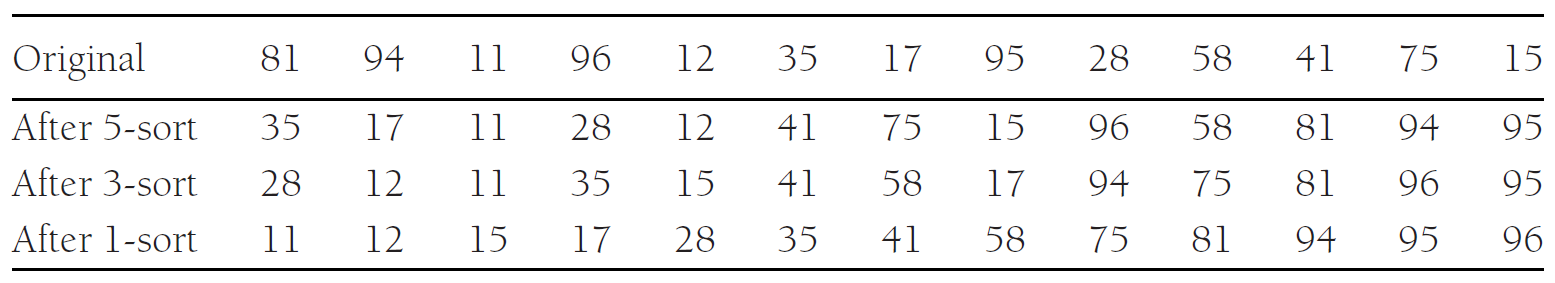 Original 81 94 11 96 12 35 17 95 28 58 41 75 15
After 5-sort 35 17 11 28 12 41 75 15 96 58 81 94 95
After 3-sort 28 12 11 35 15 41 58 17 94 75 81 96 95
After 1-sort 11 12 15 17 28 35 41 58 75 81 94 95 96